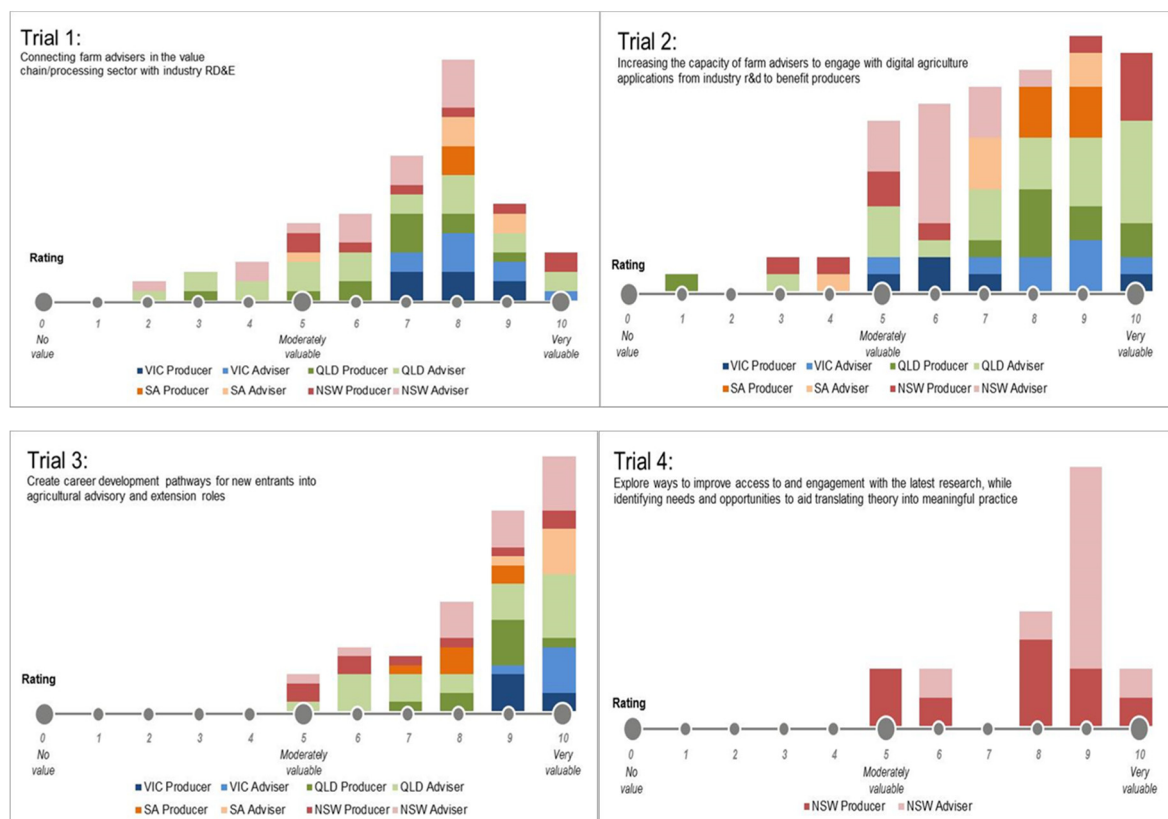 Trial 1:
Connecting farm advisers in the value
chain/processing sector with industry RD&E
Rating
0 1 2 3 4 5 6 7 8 9 10
No value
Moderately valuable
Very valuable
VIC Producer VIC Adviser QLD Producer QLD Adviser
SA Producer SA Adviser NSW Producer NSW Adviser
Trial 2:
Increasing the capacity of farm advisers to engage with digital agriculture
applications from industry r&d to benefit producers
Rating
0 1 2 3 4 5 6 7 8 9 10
No value
Moderately valuable
Very valuable
VIC Producer VIC Adviser QLD Producer QLD Adviser
SA Producer SA Adviser NSW Producer NSW Adviser
Trial 3:
Create career development pathways for new entrants into
agricultural advisory and extension roles
Rating
0 1 2 3 4 5 6 7 8 9 10
No value
Moderately valuable
Very valuable
VIC Producer VIC Adviser QLD Producer QLD Adviser
SA Producer SA Adviser NSW Producer NSW Adviser
Trial 4:
Explore ways to improve access to and engagement with the latest research, while
identifying needs and opportunities to aid translating theory into meaningful practice
Rating
0 1 2 3 4 5 6 7 8 9 10
No value
Moderately valuable
Very valuable
NSW Producer NSW Adviser